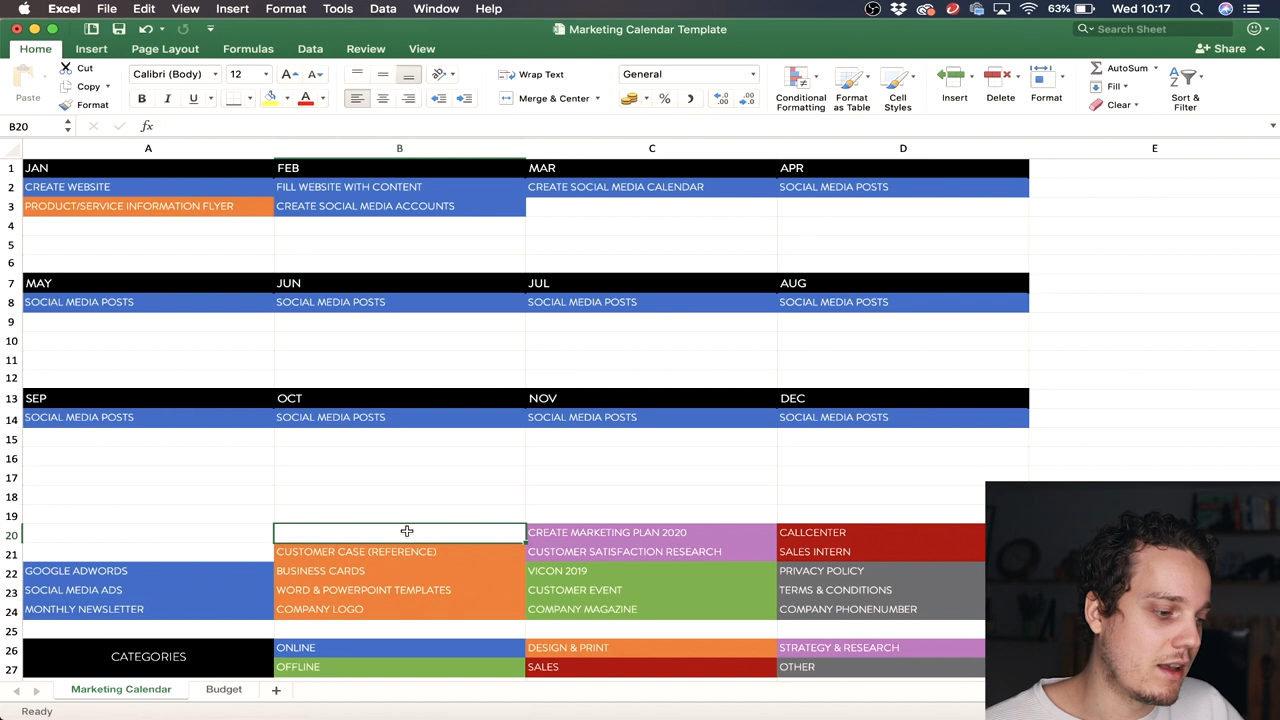 Excel File Edit View Insert Format Tools Data Window Help 63% Wed 10:17
Marketing Calendar Template Search Sheet
Home Insert Page Layout Formulas Data Review View Share
Paste Cut Copy Format Calibri (Body) 12 Wrap Text General Conditional Formatting Format as Table Cell Styles Insert Delete Format AutoSum Fill Clear Sort & Filter
B I U A Merge & Center %
B20 fx
A B C D E
1 JAN FEB MAR APR
2 CREATE WEBSITE FILL WEBSITE WITH CONTENT CREATE SOCIAL MEDIA CALENDAR SOCIAL MEDIA POSTS
3 PRODUCT/SERVICE INFORMATION FLYER CREATE SOCIAL MEDIA ACCOUNTS
4
5
6
7 MAY JUN JUL AUG
8 SOCIAL MEDIA POSTS SOCIAL MEDIA POSTS SOCIAL MEDIA POSTS SOCIAL MEDIA POSTS
9
10
11
12
13 SEP OCT NOV DEC
14 SOCIAL MEDIA POSTS SOCIAL MEDIA POSTS SOCIAL MEDIA POSTS SOCIAL MEDIA POSTS
15
16
17
18
19
20 CREATE MARKETING PLAN 2020 CALLCENTER
21 CUSTOMER CASE (REFERENCE) CUSTOMER SATISFACTION RESEARCH SALES INTERN
22 GOOGLE ADWORDS BUSINESS CARDS VICON 2019 PRIVACY POLICY
23 SOCIAL MEDIA ADS WORD & POWERPOINT TEMPLATES CUSTOMER EVENT TERMS & CONDITIONS
24 MONTHLY NEWSLETTER COMPANY LOGO COMPANY MAGAZINE COMPANY PHONENUMBER
25
26 CATEGORIES ONLINE DESIGN & PRINT STRATEGY & RESEARCH
27 OFFLINE SALES OTHER
Marketing Calendar Budget
Ready